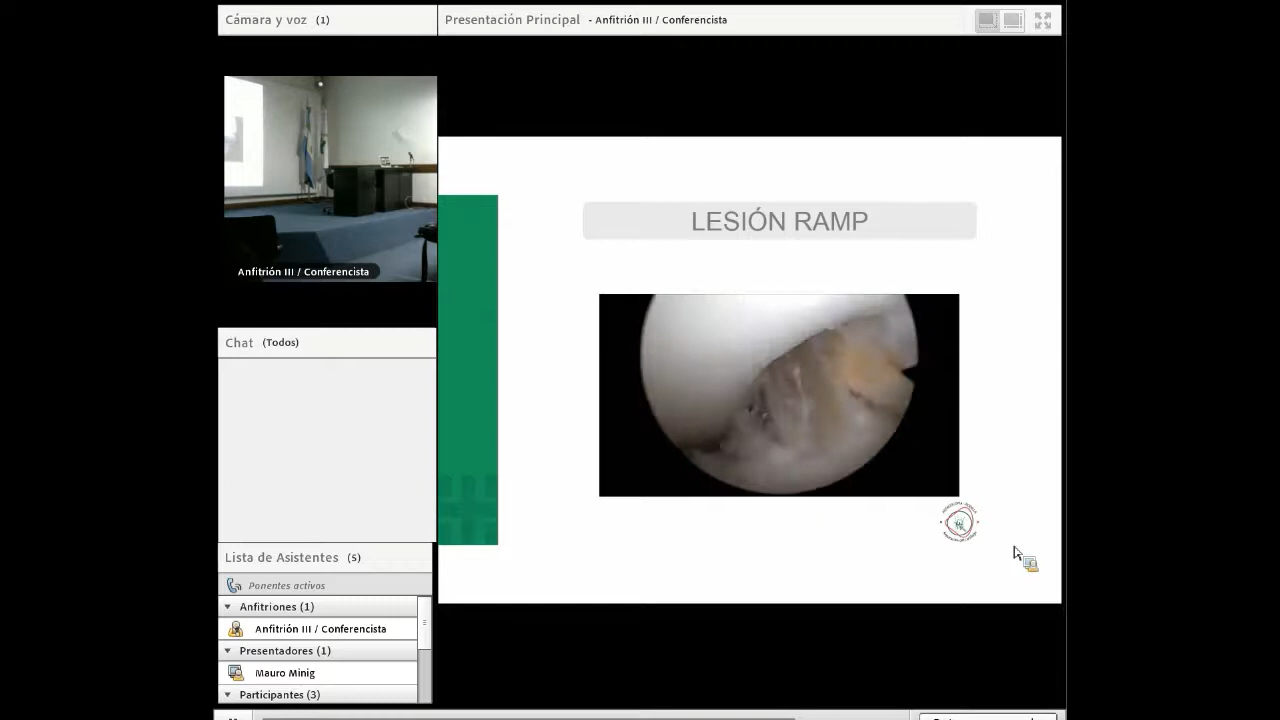 Cámara y voz (1)
Presentación Principal - Anfitrión III / Conferencista
Anfitrión III / Conferencista
LESIÓN RAMP
Chat (Todos)
Lista de Asistentes (5)
Ponentes activos
Anfitriones (1)
Anfitrión III / Conferencista
Presentadores (1)
Mauro Minig
Participantes (3)